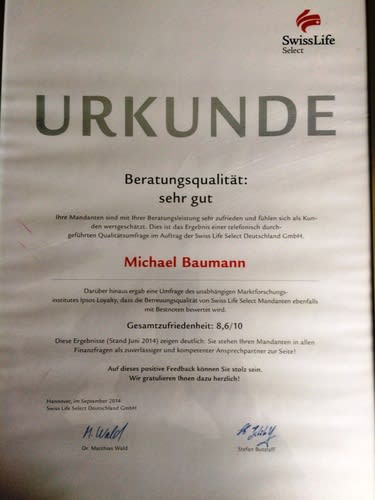 SwissLife
Select
URKUNDE
Beratungsqualität:
sehr gut
Ihre Mandanten sind mit Ihrer Beratungsleistung sehr zufrieden und fühlen sich als Kun-
den wertgeschätzt. Dies ist das Ergebnis einer telefonisch durch-
geführten Qualitätsumfrage im Auftrag der Swiss Life Select Deutschland GmbH.
Michael Baumann
Darüber hinaus ergab eine Umfrage des unabhängigen Marktforschungs-
institutes Ipsos Loyalty, dass die Betreuungsqualität von Swiss Life Select Mandanten ebenfalls
mit Bestnoten bewertet wird.
Gesamtzufriedenheit: 8,6/10
Diese Ergebnisse (Stand Juni 2014) zeigen deutlich: Sie stehen Ihren Mandanten in allen
Finanzfragen als zuverlässiger und kompetenter Ansprechpartner zur Seite!
Auf dieses positive Feedback können Sie stolz sein.
Wir gratulieren Ihnen dazu herzlich!
Hannover, im September 2014
Swiss Life Select Deutschland GmbH
M. Wald
Dr. Matthias Wald
Stefan Butzlaff